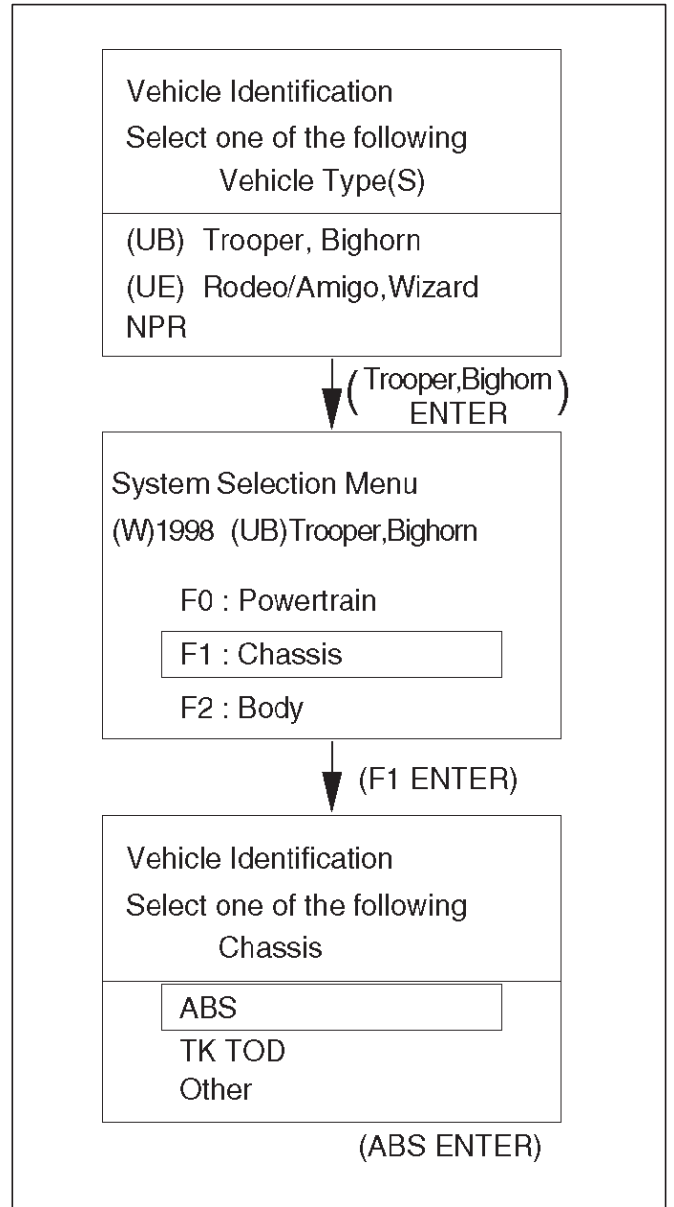 Vehicle Identification
Select one of the following
Vehicle Type(S)
(UB) Trooper, Bighorn
(UE) Rodeo/Amigo,Wizard
NPR
(Trooper,Bighorn)
ENTER
System Selection Menu
(W)1998 (UB)Trooper,Bighorn
F0 : Powertrain
F1 : Chassis
F2 : Body
(F1 ENTER)
Vehicle Identification
Select one of the following
Chassis
ABS
TK TOD
Other
(ABS ENTER)